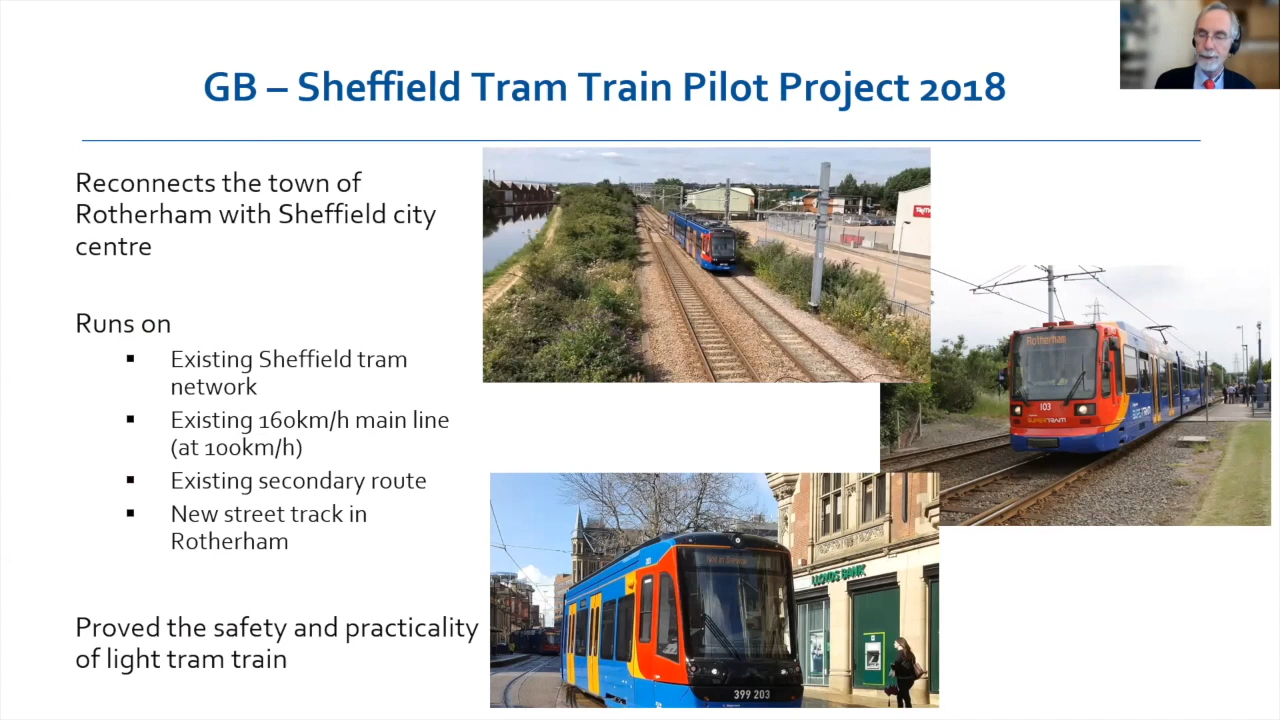 GB – Sheffield Tram Train Pilot Project 2018
Reconnects the town of
Rotherham with Sheffield city
centre
Runs on
▪ Existing Sheffield tram
network
▪ Existing 160km/h main line
(at 100km/h)
▪ Existing secondary route
▪ New street track in
Rotherham
Proved the safety and practicality
of light tram train
Rotherham
103
SUPERTRAM
LLOYDS BANK
399 203